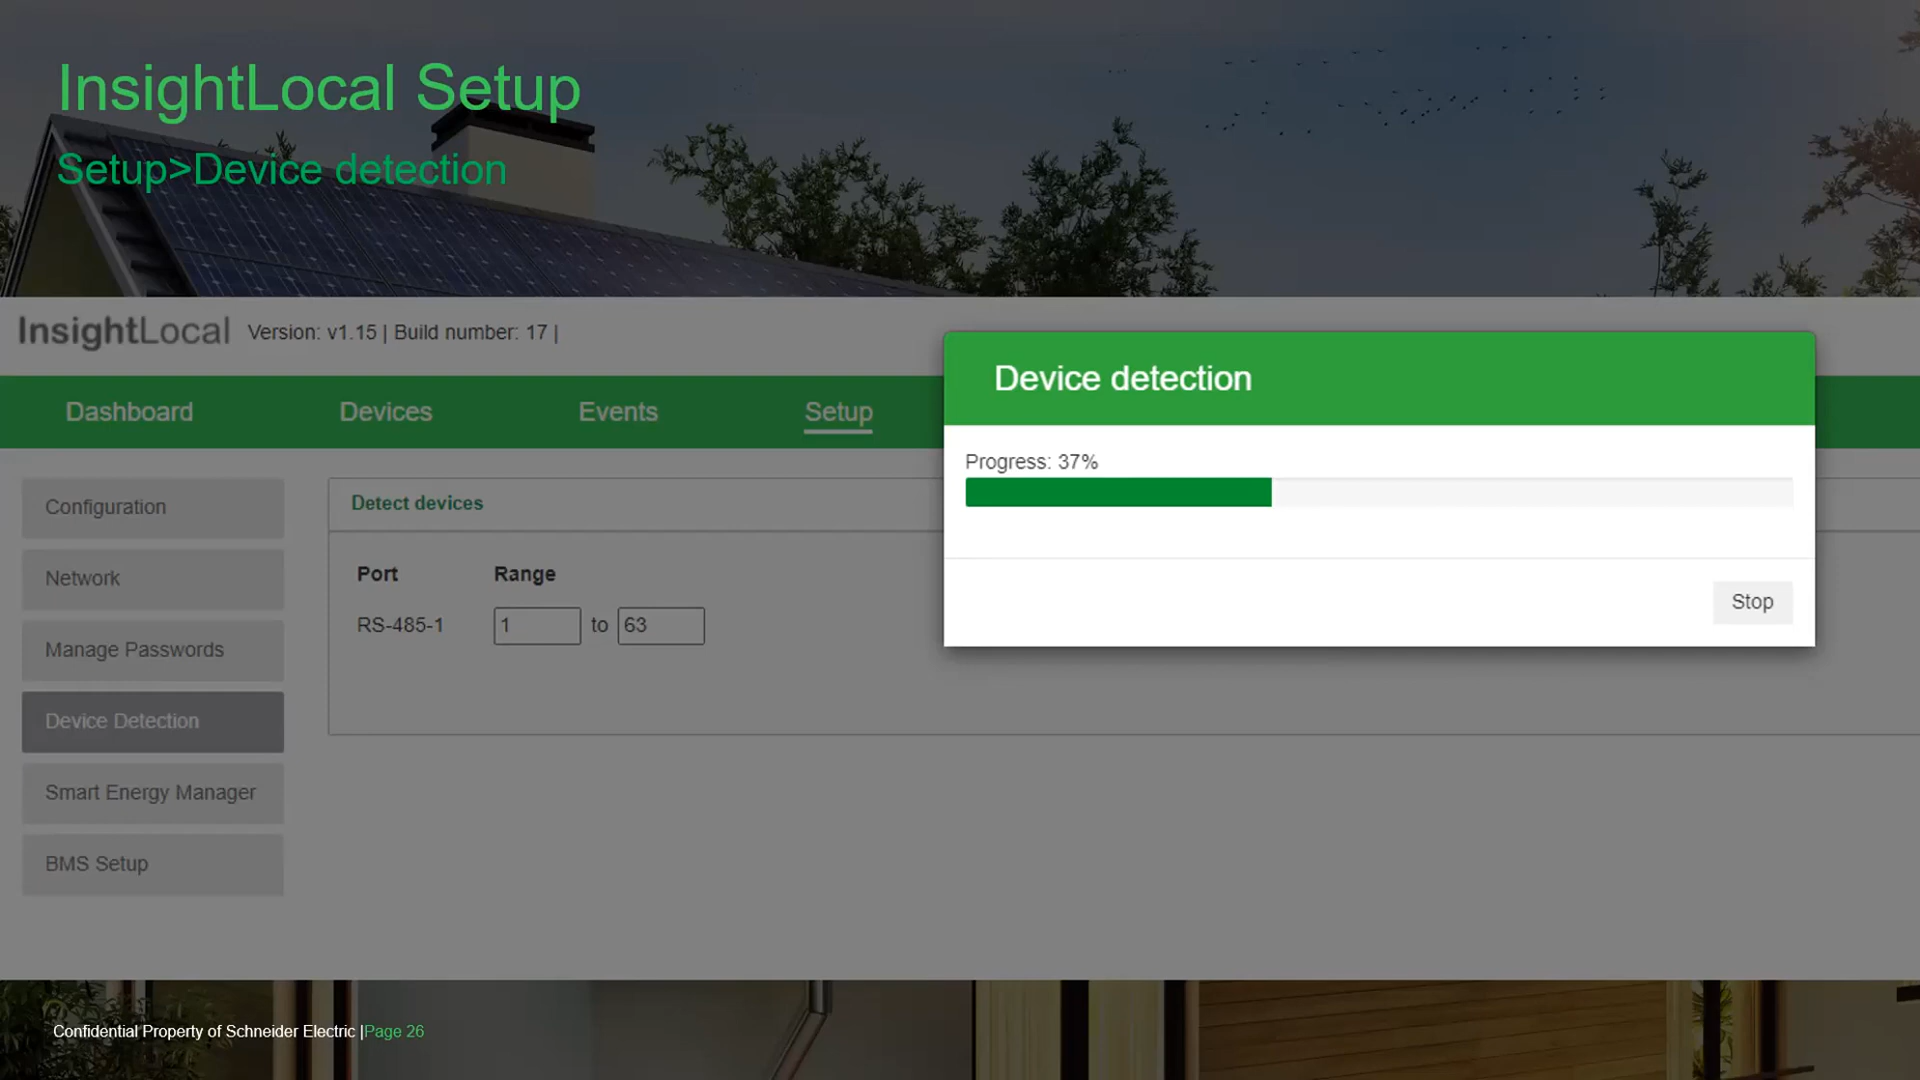 InsightLocal Setup
Setup>Device detection
InsightLocal Version: v1.15 | Build number: 17 |
Device detection
Dashboard Devices Events Setup
Progress: 37%
Configuration
Detect devices
Network
Port Range
Stop
RS-485-1 1 to 63
Manage Passwords
Device Detection
Smart Energy Manager
BMS Setup
Confidential Property of Schneider Electric |Page 26